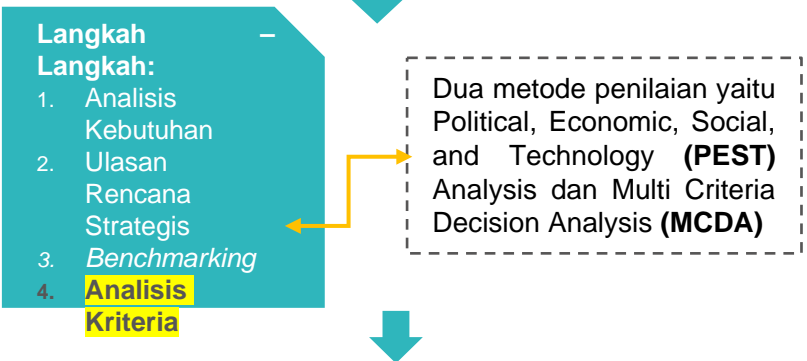 Langkah –
Langkah:
1. Analisis
Kebutuhan
2. Ulasan
Rencana
Strategis
3. Benchmarking
4. Analisis
Kriteria
Dua metode penilaian yaitu
Political, Economic, Social,
and Technology (PEST)
Analysis dan Multi Criteria
Decision Analysis (MCDA)